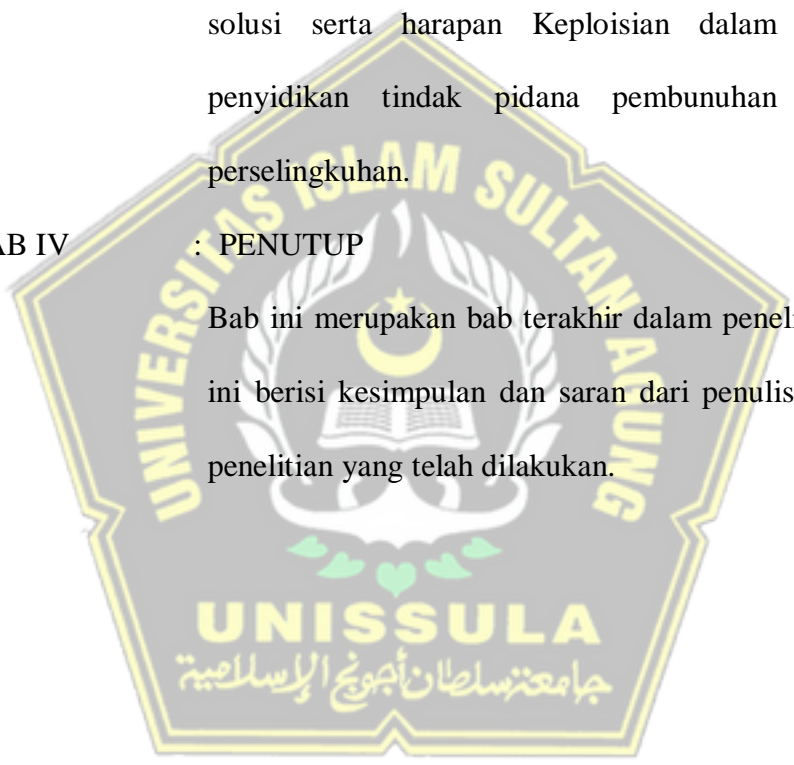 solusi serta harapan Keploisian dalam
penyidikan tindak pidana pembunuhan
perselingkuhan.
AB IV : PENUTUP
Bab ini merupakan bab terakhir dalam penel
ini berisi kesimpulan dan saran dari penulis
penelitian yang telah dilakukan.
UNIVERSITAS ISLAM SULTAN AGUNG
UNISSULA
جامعتنسلطان أجونج الإسلامية